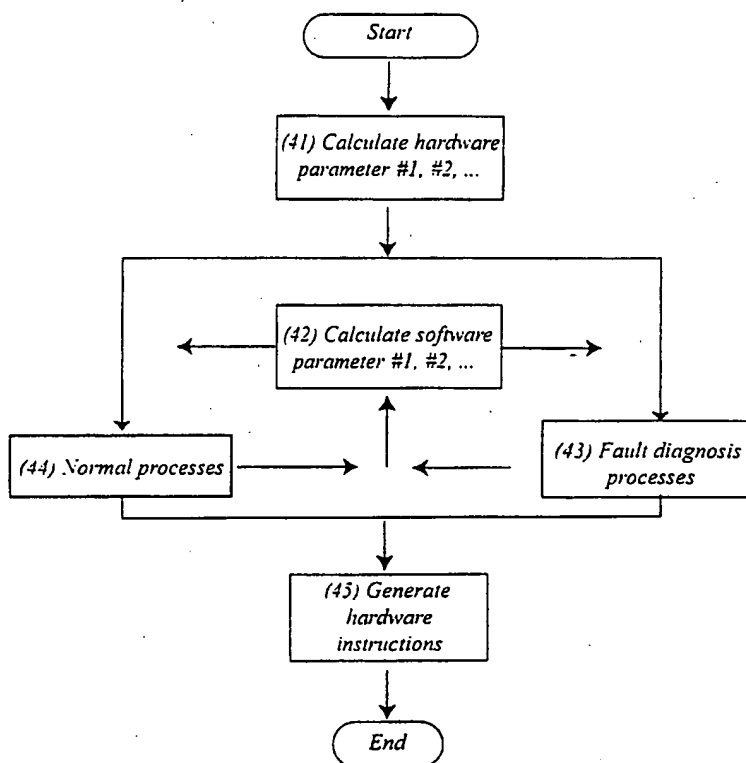 Start
(41) Calculate hardware
parameter #1, #2, ...
(42) Calculate software
parameter #1, #2, ...
(44) Normal processes
(43) Fault diagnosis
processes
(45) Generate
hardware
instructions
End